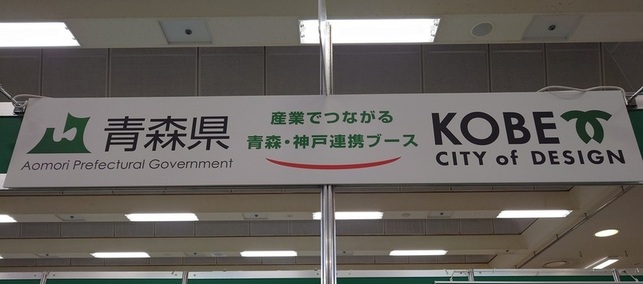 青森県
Aomori Prefectural Government
産業でつながる
青森・神戸連携ブース
KOBE
CITY of DESIGN